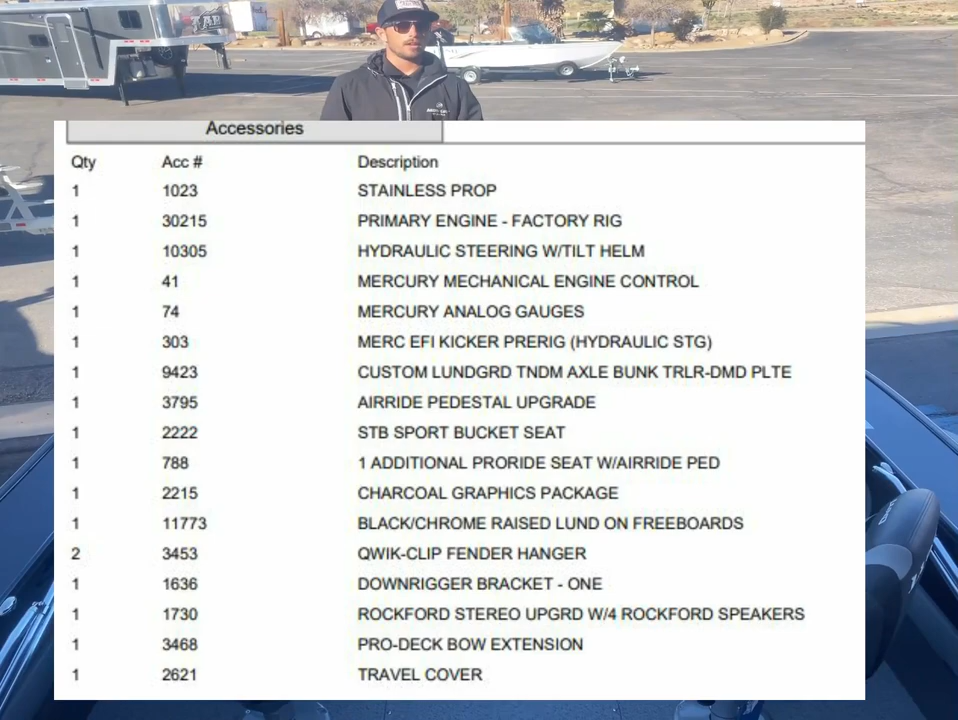 Accessories
Qty Acc # Description
1 1023 STAINLESS PROP
1 30215 PRIMARY ENGINE - FACTORY RIG
1 10305 HYDRAULIC STEERING W/TILT HELM
1 41 MERCURY MECHANICAL ENGINE CONTROL
1 74 MERCURY ANALOG GAUGES
1 303 MERC EFI KICKER PRERIG (HYDRAULIC STG)
1 9423 CUSTOM LUNDGRD TNDM AXLE BUNK TRLR-DMD PLTE
1 3795 AIRRIDE PEDESTAL UPGRADE
1 2222 STB SPORT BUCKET SEAT
1 788 1 ADDITIONAL PRORIDE SEAT W/AIRRIDE PED
1 2215 CHARCOAL GRAPHICS PACKAGE
1 11773 BLACK/CHROME RAISED LUND ON FREEBOARDS
2 3453 QWIK-CLIP FENDER HANGER
1 1636 DOWNRIGGER BRACKET - ONE
1 1730 ROCKFORD STEREO UPGRD W/4 ROCKFORD SPEAKERS
1 3468 PRO-DECK BOW EXTENSION
1 2621 TRAVEL COVER